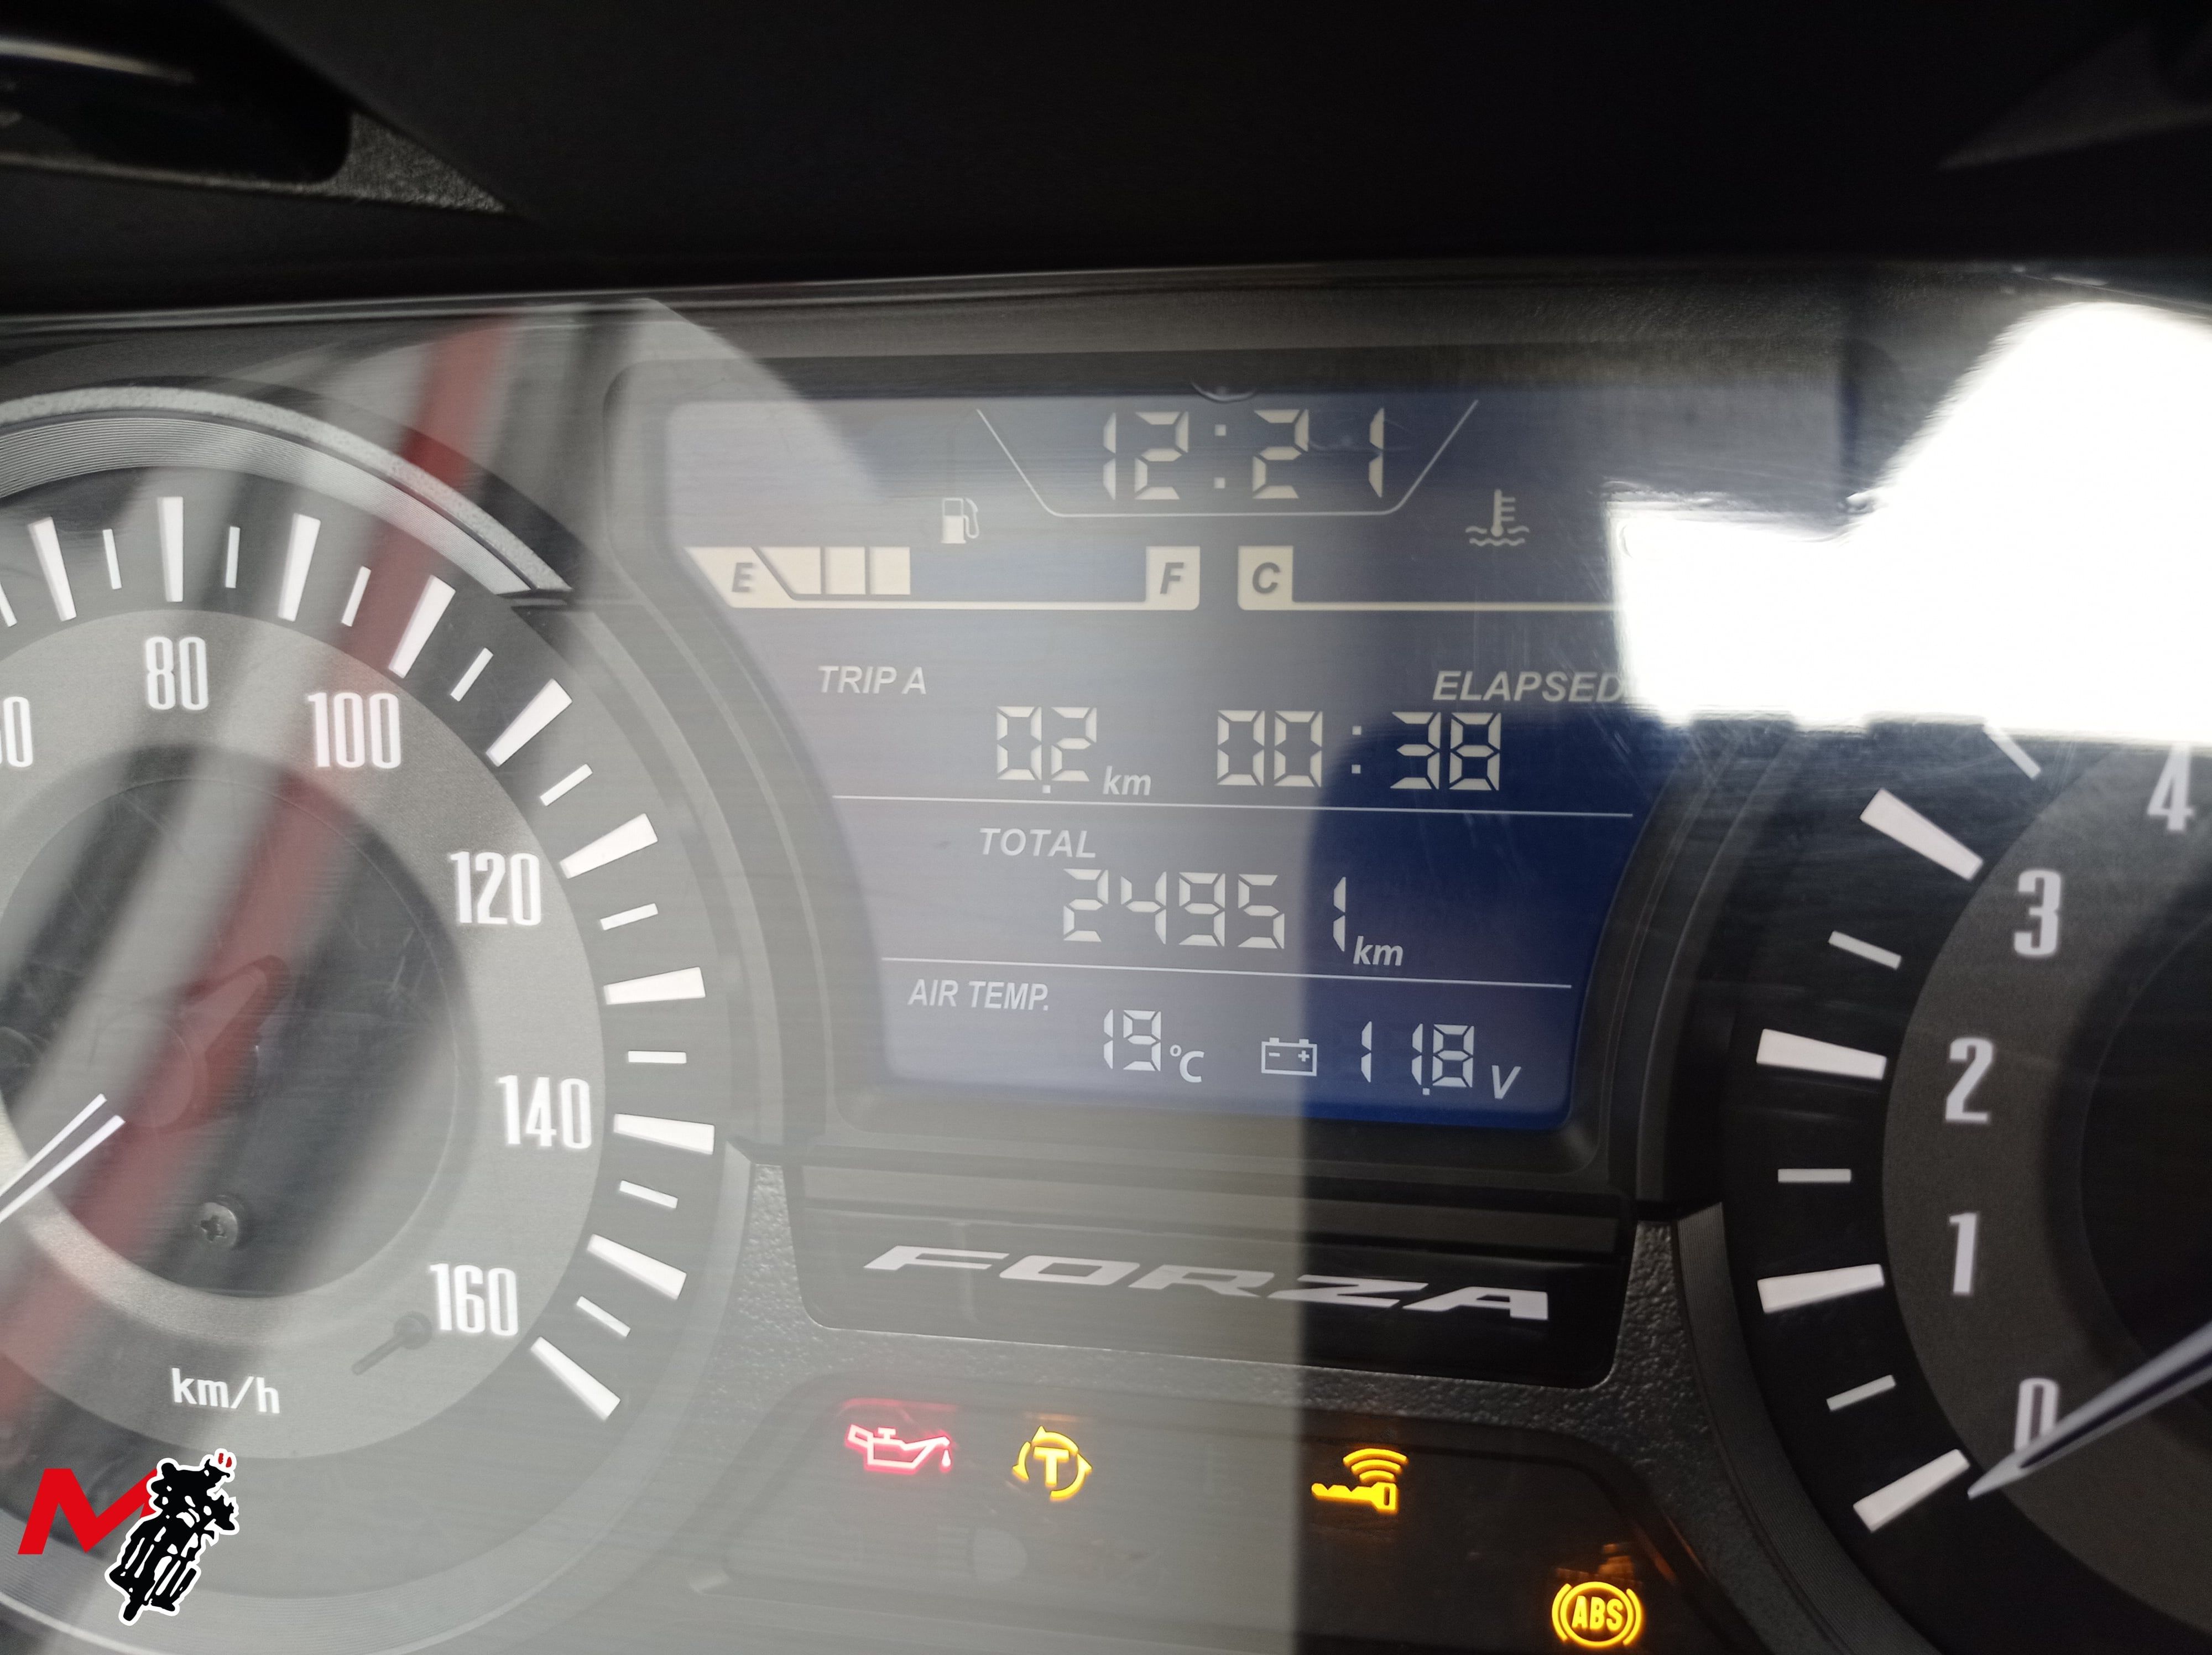 12:21
E F C
TRIP A ELAPSED
0.2 km 00:38
TOTAL
24951 km
AIR TEMP.
19 °C 11.8 V
FORZA
80
100
120
140
160
km/h
4
3
2
1
0
T
ABS
M